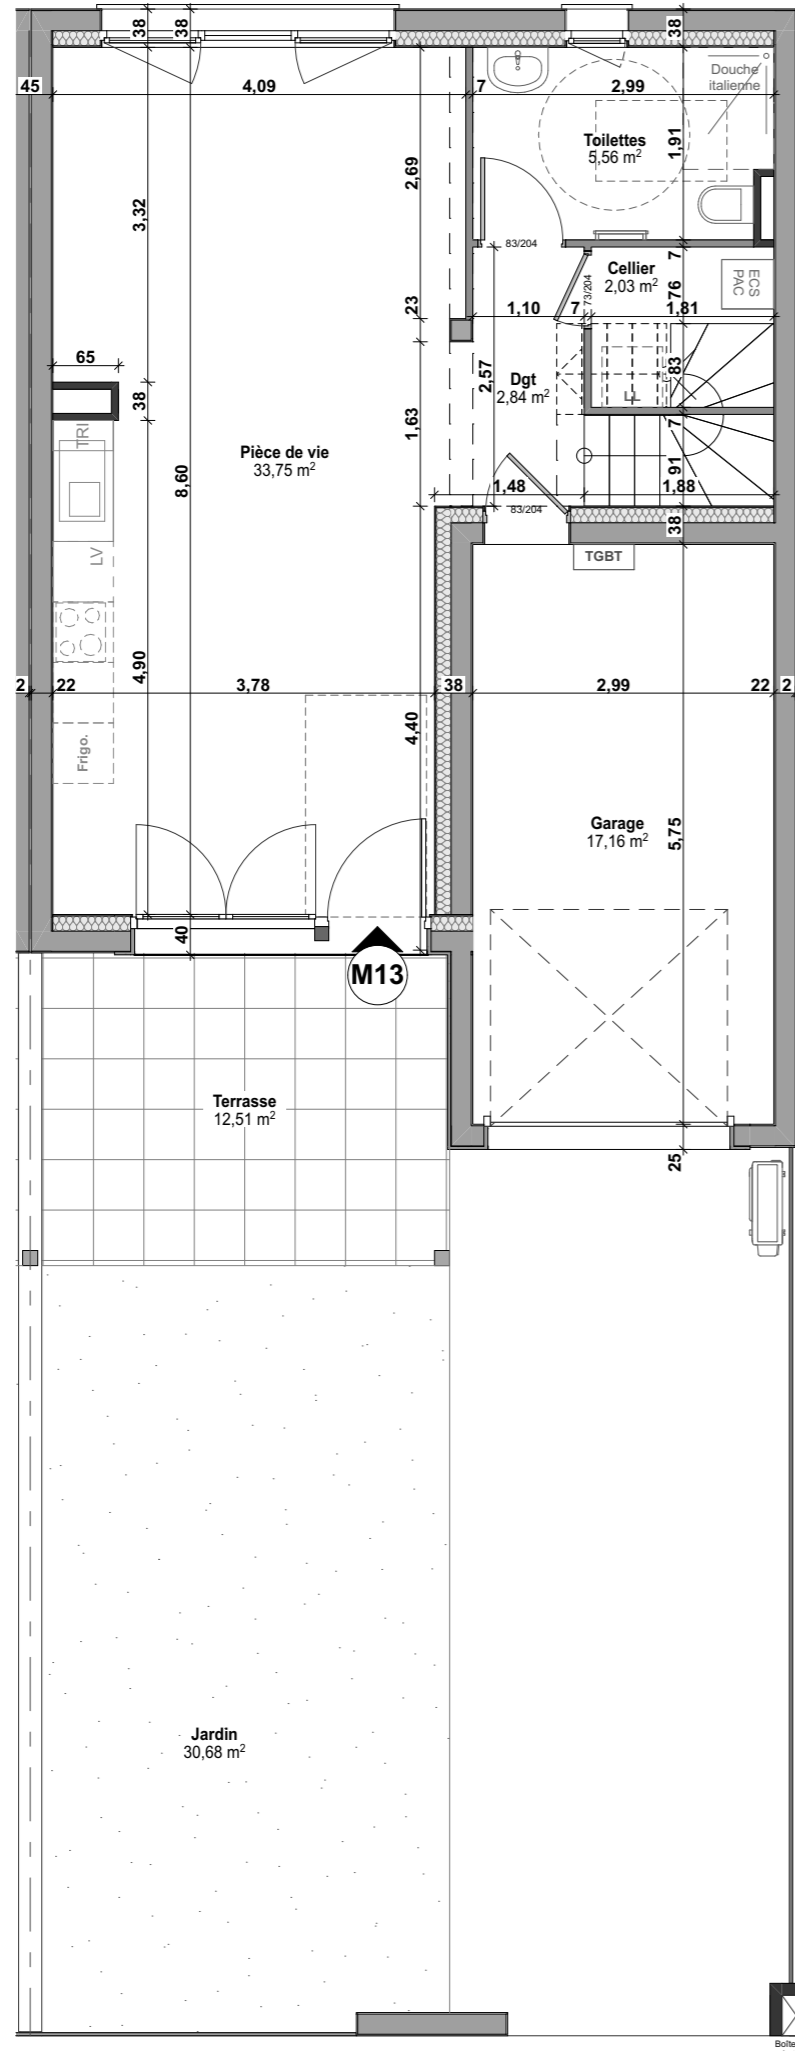 38
38
38
45
4,09
7
2,99
Douche
italienne
Toilettes
5,56 m²
1,91
2,69
3,32
83/204
Cellier
2,03 m²
7
ECS
PAC
73/204
76
23
1,10
7
1,81
65
38
2,57
Dgt
2,84 m²
83
LL
TRI
1,63
7
Pièce de vie
33,75 m²
8,60
91
1,48
1,88
83/204
38
LV
TGBT
4,90
2
22
3,78
38
2,99
22
2
4,40
Frigo.
Garage
17,16 m²
5,75
40
M13
Terrasse
12,51 m²
25
Jardin
30,68 m²
Boîte